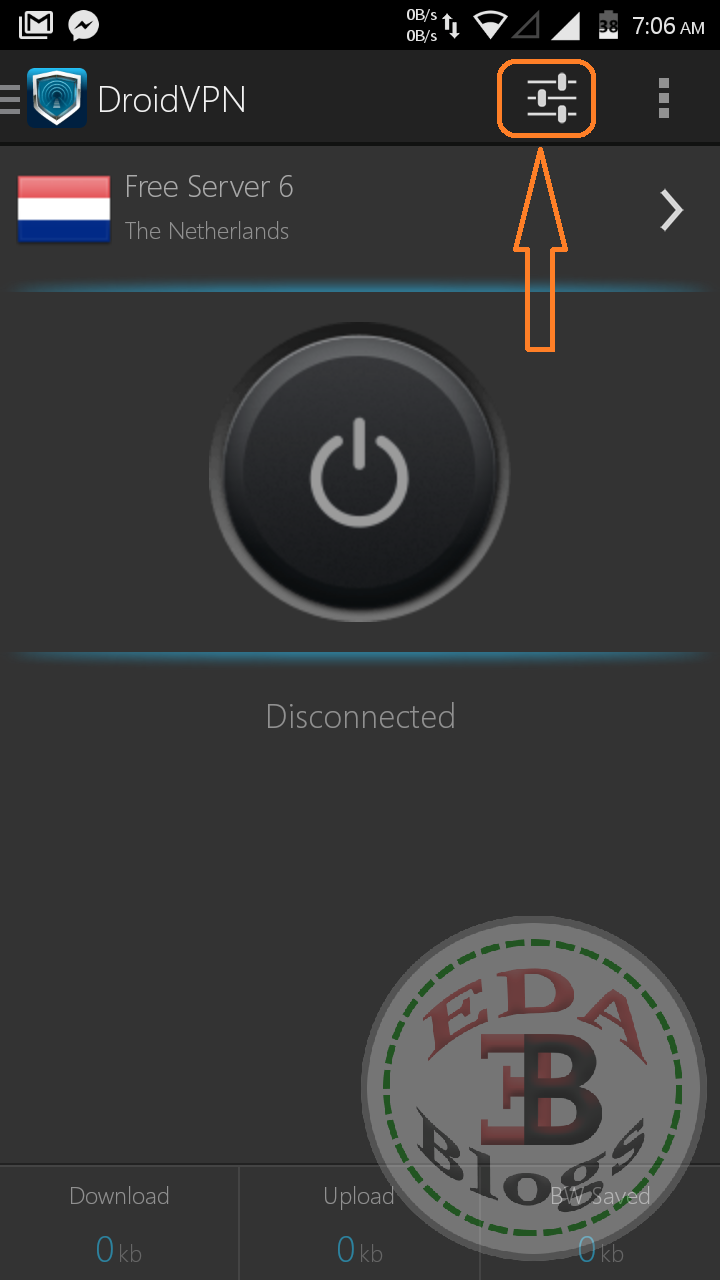 0B/s
0B/s
38
7:06 AM
DroidVPN
Free Server 6
The Netherlands
Disconnected
EDA
EB
Blogs
Download
Upload
BW Saved
0 kb
0 kb
0 kb